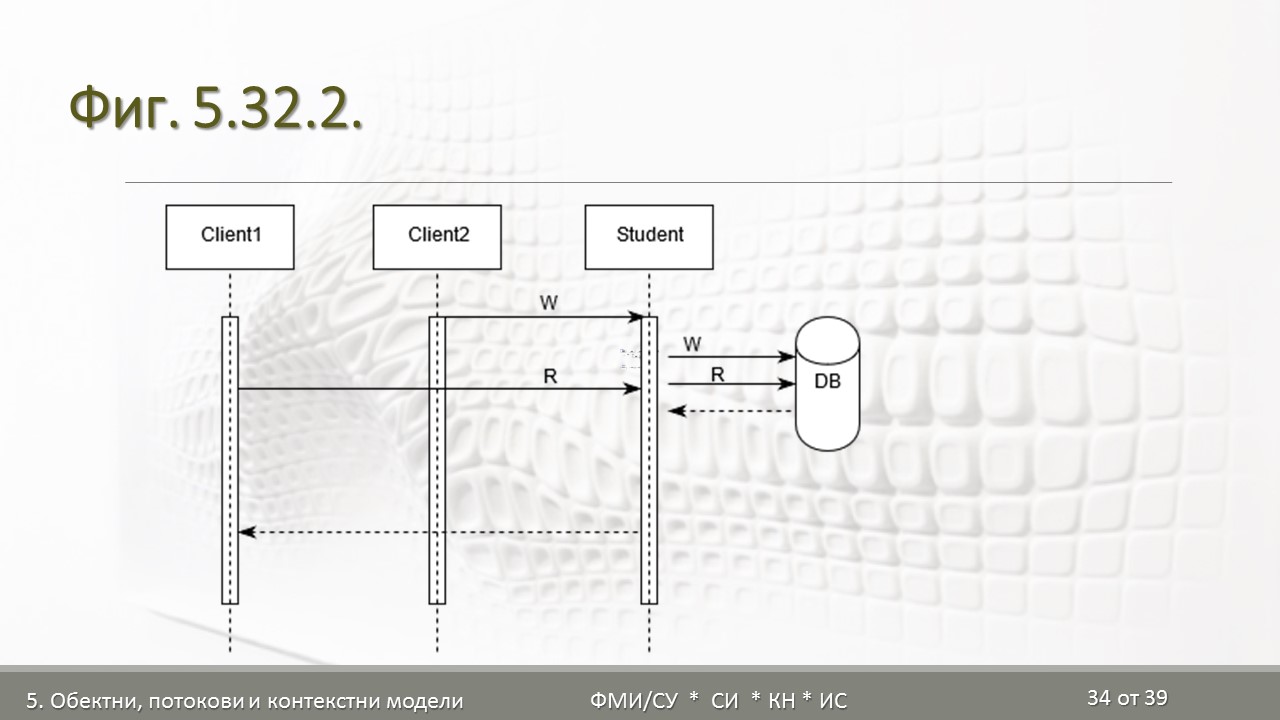 Фиг. 5.32.2.
Client1
Client2
Student
W
W
R
R
DB
5. Обектни, потокови и контекстни модели
ФМИ/СУ * СИ * КН * ИС
34 от 39